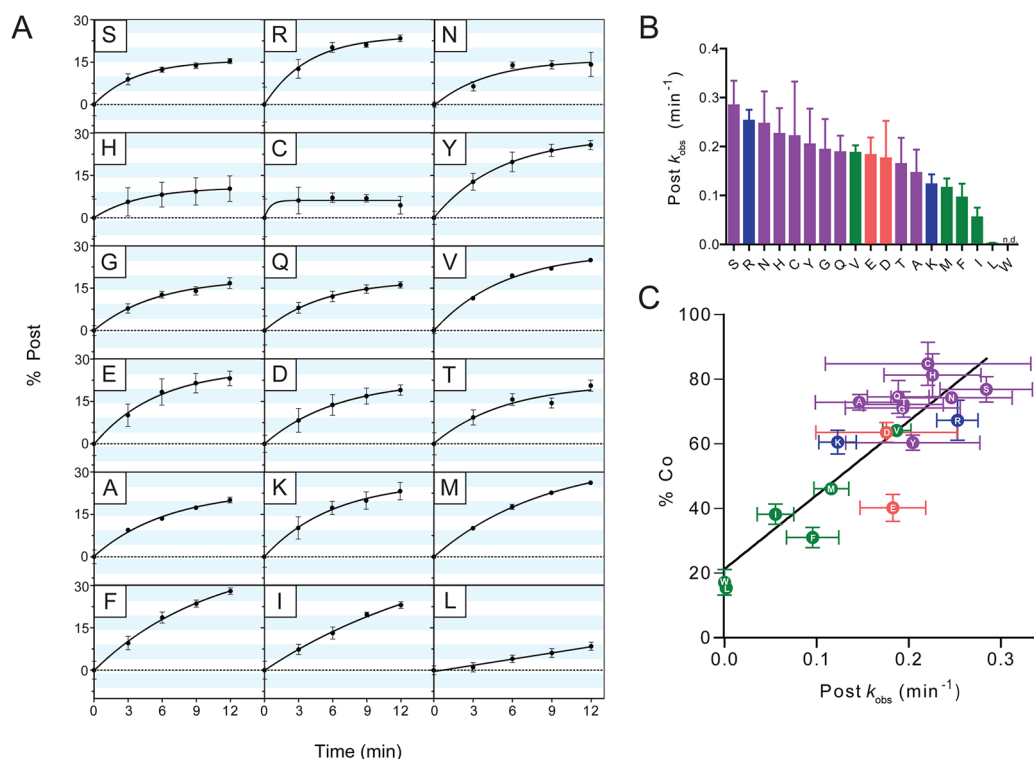 A
B
C
% Post
Time (min)
S
R
N
30
15
0
H
C
Y
30
15
0
G
Q
V
30
15
0
E
D
T
30
15
0
A
K
M
30
15
0
F
I
L
30
15
0
0 3 6 9 12
0 3 6 9 12
0 3 6 9 12
Post kobs (min⁻¹)
0.4
0.3
0.2
0.1
0.0
n.d.
S R N H C Y G Q V E D T A K M F I L W
% Co
100
80
60
40
20
0
C
H
S
Q
N
A
T
G
R
D
V
K
Y
M
E
I
F
W
L
0.0 0.1 0.2 0.3
Post kobs (min⁻¹)